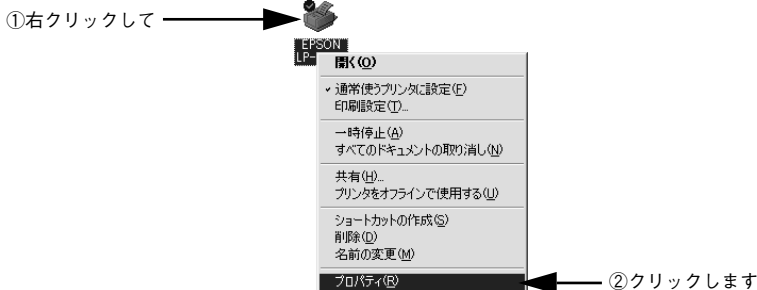 ①右クリックして
EPSON
LP-
開く(O)
✓ 通常使うプリンタに設定(F)
印刷設定(T)...
一時停止(A)
すべてのドキュメントの取り消し(N)
共有(H)...
プリンタをオフラインで使用する(U)
ショートカットの作成(S)
削除(D)
名前の変更(M)
プロパティ(R)
②クリックします